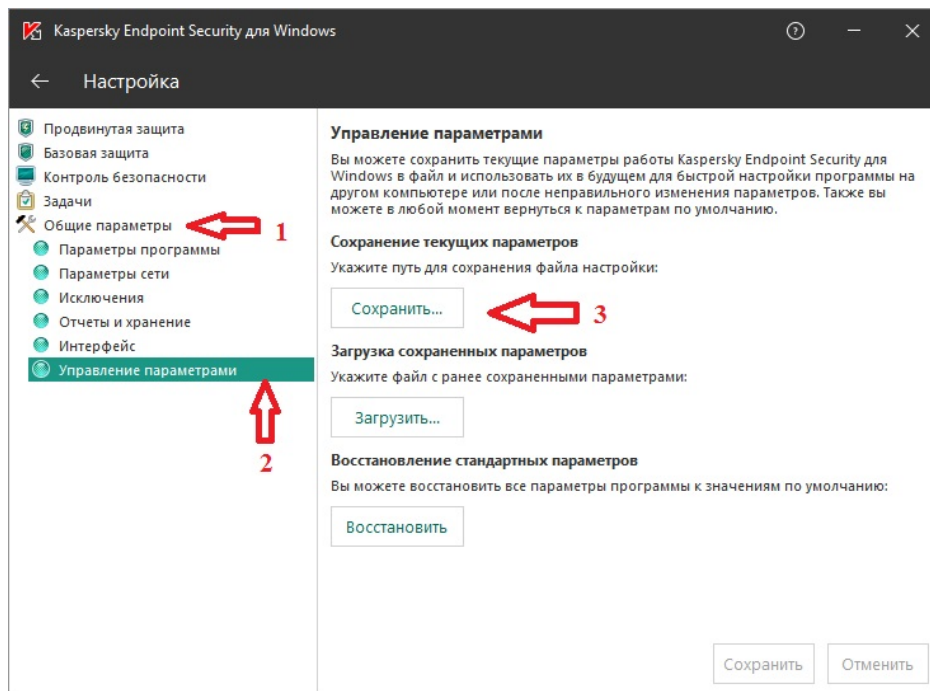 Kaspersky Endpoint Security для Windows
Настройка
Продвинутая защита
Базовая защита
Контроль безопасности
Задачи
Общие параметры
1
Параметры программы
Параметры сети
Исключения
Отчеты и хранение
Интерфейс
Управление параметрами
2
Управление параметрами
Вы можете сохранить текущие параметры работы Kaspersky Endpoint Security для
Windows в файл и использовать их в будущем для быстрой настройки программы на
другом компьютере или после неправильного изменения параметров. Также вы
можете в любой момент вернуться к параметрам по умолчанию.
Сохранение текущих параметров
Укажите путь для сохранения файла настройки:
Сохранить...
3
Загрузка сохраненных параметров
Укажите файл с ранее сохраненными параметрами:
Загрузить...
Восстановление стандартных параметров
Вы можете восстановить все параметры программы к значениям по умолчанию:
Восстановить
Сохранить
Отменить